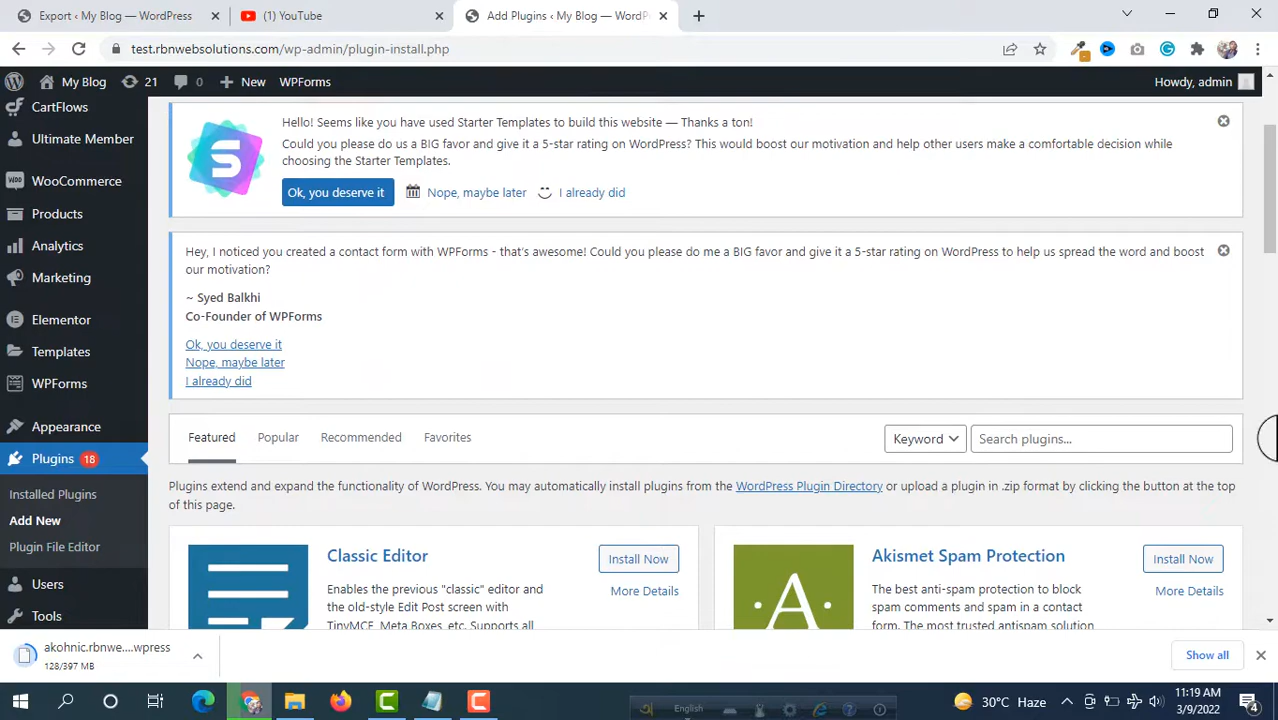 Export ‹ My Blog — WordPress
(1) YouTube
Add Plugins ‹ My Blog — WordP
test.rbnwebsolutions.com/wp-admin/plugin-install.php
My Blog
21
0
New
WPForms
Howdy, admin
CartFlows
Ultimate Member
WooCommerce
Products
Analytics
Marketing
Elementor
Templates
WPForms
Appearance
Plugins 18
Installed Plugins
Add New
Plugin File Editor
Users
Tools
Hello! Seems like you have used Starter Templates to build this website — Thanks a ton!
Could you please do us a BIG favor and give it a 5-star rating on WordPress? This would boost our motivation and help other users make a comfortable decision while
choosing the Starter Templates.
Ok, you deserve it
Nope, maybe later
I already did
Hey, I noticed you created a contact form with WPForms - that's awesome! Could you please do me a BIG favor and give it a 5-star rating on WordPress to help us spread the word and boost
our motivation?
~ Syed Balkhi
Co-Founder of WPForms
Ok, you deserve it
Nope, maybe later
I already did
Featured
Popular
Recommended
Favorites
Keyword
Search plugins...
Plugins extend and expand the functionality of WordPress. You may automatically install plugins from the WordPress Plugin Directory or upload a plugin in .zip format by clicking the button at the top
of this page.
Classic Editor
Install Now
More Details
Enables the previous "classic" editor and
the old-style Edit Post screen with
TinyMCE, Meta Boxes, etc. Supports all
Akismet Spam Protection
Install Now
More Details
The best anti-spam protection to block
spam comments and spam in a contact
form. The most trusted antispam solution
akohnic.rbnwe....wpress
128/397 MB
Show all
English
30°C Haze
11:19 AM
3/9/2022
4